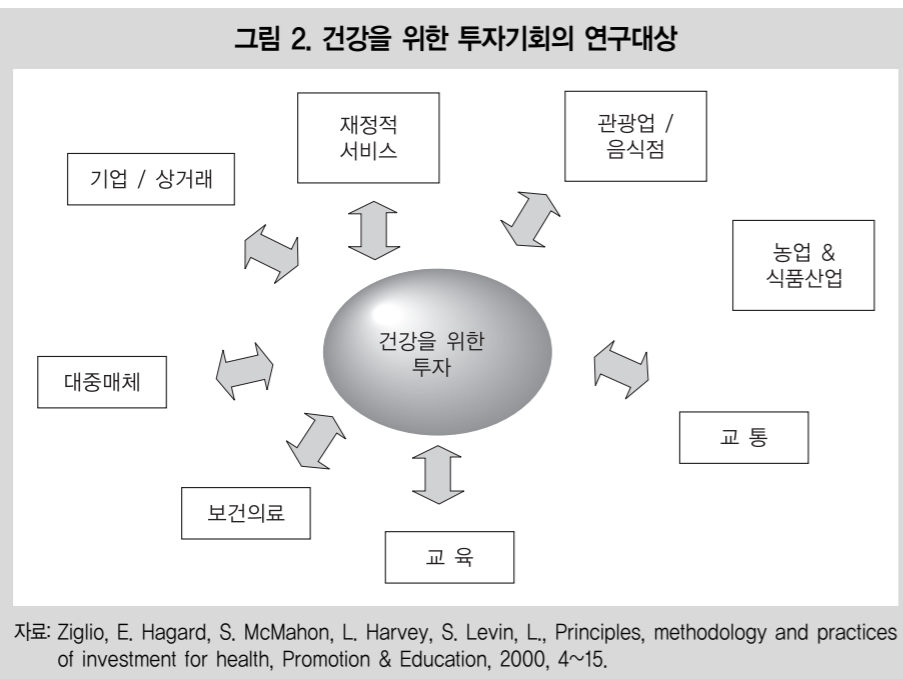 그림 2. 건강을 위한 투자기회의 연구대상
재정적
서비스
관광업 /
음식점
기업 / 상거래
농업 &
식품산업
건강을 위한
투자
대중매체
교 통
보건의료
교 육
자료: Ziglio, E. Hagard, S. McMahon, L. Harvey, S. Levin, L., Principles, methodology and practices
of investment for health, Promotion & Education, 2000, 4~15.